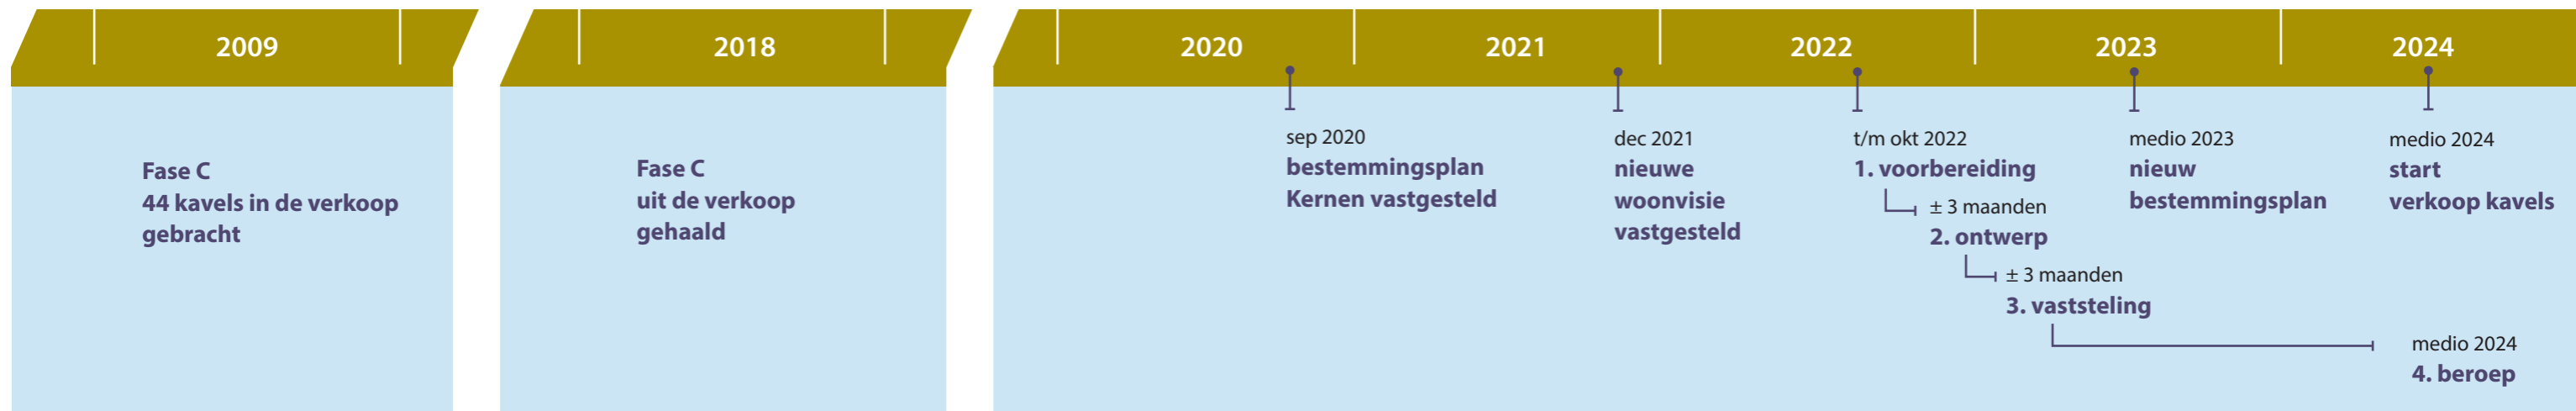 2009
2018
2020
2021
2022
2023
2024
Fase C
44 kavels in de verkoop
gebracht
Fase C
uit de verkoop
gehaald
sep 2020
bestemmingsplan
Kernen vastgesteld
dec 2021
nieuwe
woonvisie
vastgesteld
t/m okt 2022
1. voorbereiding
± 3 maanden
2. ontwerp
± 3 maanden
3. vaststeling
medio 2024
4. beroep
medio 2023
nieuw
bestemmingsplan
medio 2024
start
verkoop kavels